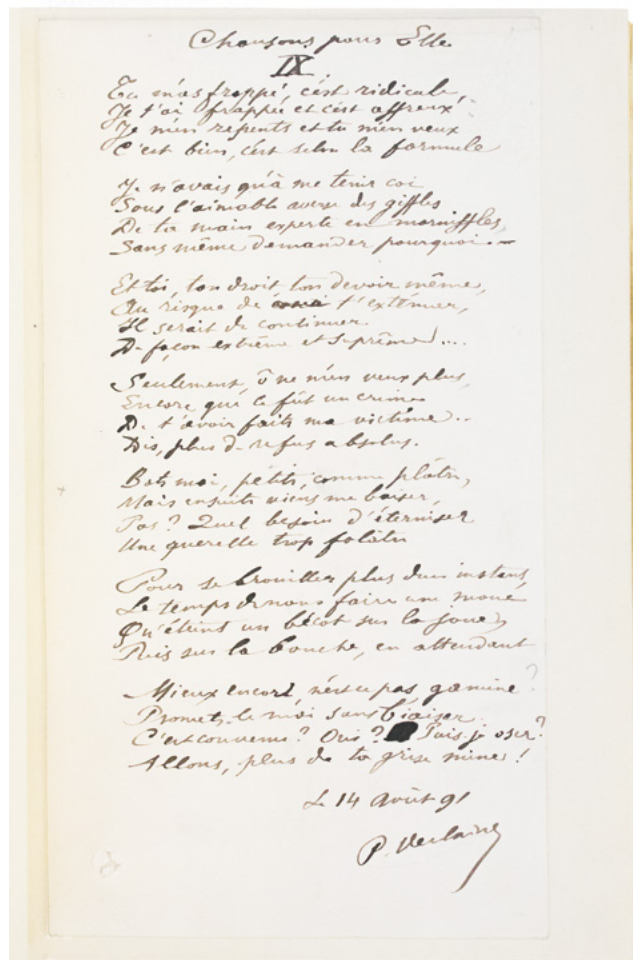 Chansons pour Elle
IX
Tu m'as frappé, c'est ridicule,
Je t'ai frappée et c'est affreux,
Je m'en repents et tu m'en veux
C'est bien, c'est selon la formule
Je n'avais qu'à me tenir coi
Sous l'aimable averse des giffles
De ta main experte en mornifles,
Sans même demander pourquoi. —
Et toi, ton droit ton devoir même,
Au risque de t'exténuer,
Il serait de continuer
De façon extrême et suprême....
Seulement, ô ne m'en veux plus,
Encore que ce fût un crime
De t'avoir faite ma victime..
Dis, plus de refus absolus.
Bats moi, petite, comme plâtre,
Mais ensuite viens me baiser,
Pas? Quel besoin d'éterniser
Une querelle trop folâtre
Pour se brouiller plus d'un instant,
Le temps de nous faire une moue
Qu'éteint un bécot sur la joue,
Puis sur la bouche, en attendant
Mieux encor, n'est ce pas, gamine?
Promets-le moi sans biaiser
C'est convenu? Oui? Puis-je oser?
Allons, plus de ta grise mine!
Le 14 Août 91
P. Verlaine